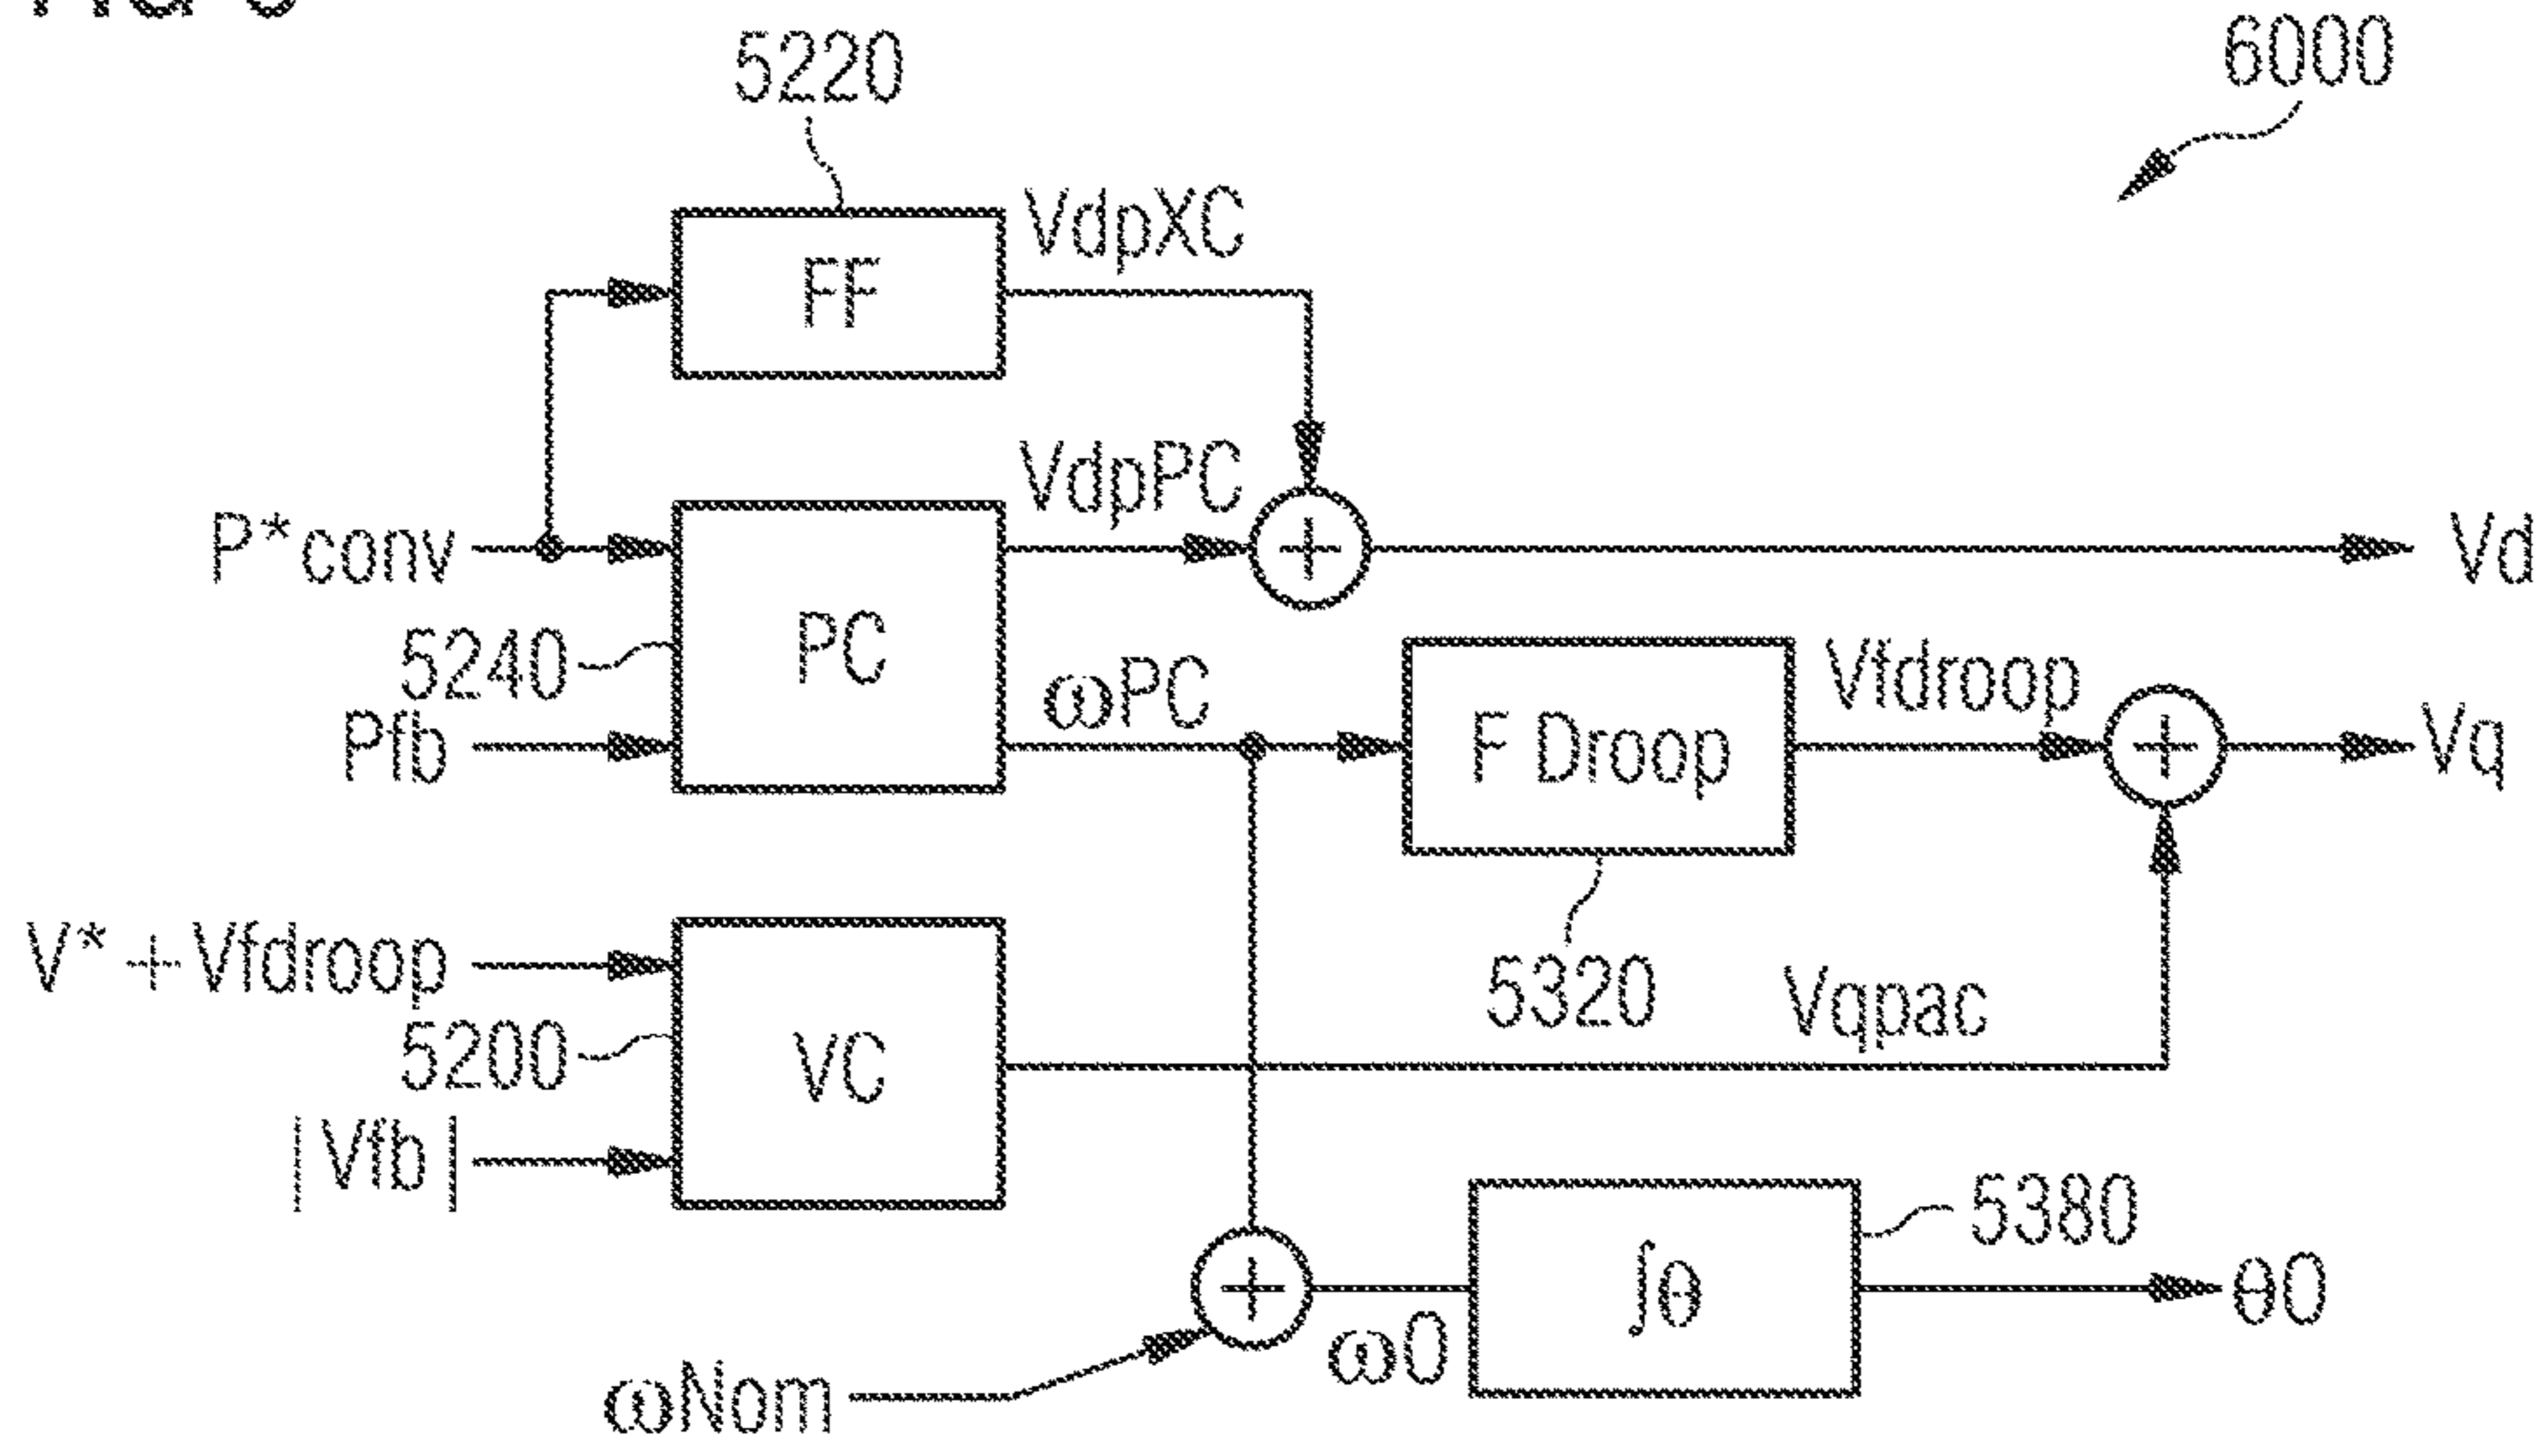 5220
6000
VdpXC
FF
VdpPC
P*conv
Vd
PC
5240
ωPC
Vfdroop
F Droop
Pfb
Vq
V* + Vfdroop
5320
Vqpac
5200
VC
|Vfb|
5380
∫θ
θ0
ω0
ωNom